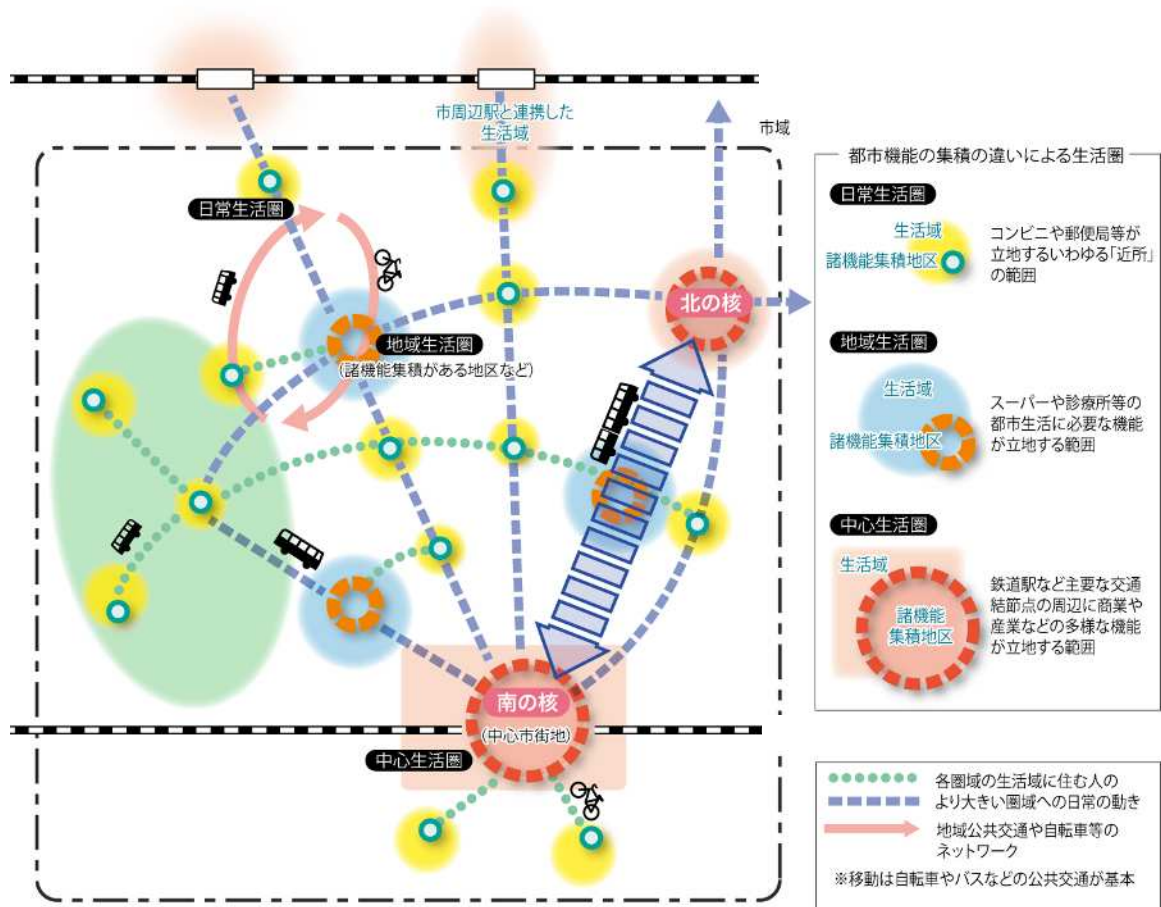 市周辺駅と連携した
生活域
市域
日常生活圏
北の核
地域生活圏
(諸機能集積がある地区など)
南の核
(中心市街地)
中心生活圏
都市機能の集積の違いによる生活圏
日常生活圏
生活域
諸機能集積地区
コンビニや郵便局等が
立地するいわゆる「近所」
の範囲
地域生活圏
生活域
諸機能集積地区
スーパーや診療所等の
都市生活に必要な機能
が立地する範囲
中心生活圏
生活域
諸機能
集積地区
鉄道駅など主要な交通
結節点の周辺に商業や
産業などの多様な機能
が立地する範囲
各圏域の生活域に住む人の
より大きい圏域への日常の動き
地域公共交通や自転車等の
ネットワーク
※移動は自転車やバスなどの公共交通が基本